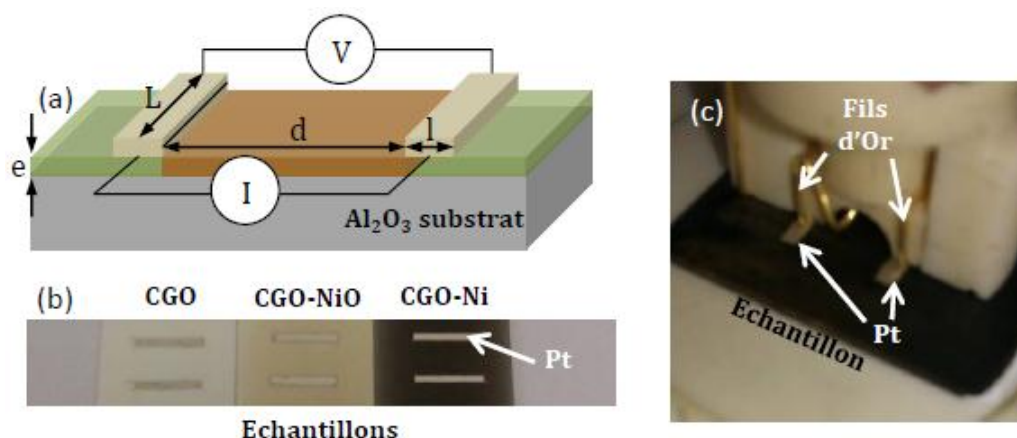 (a)
V
L
d
l
e
I
Al₂O₃ substrat
(b)
CGO CGO-NiO CGO-Ni
Pt
Echantillons
(c)
Fils
d'Or
Pt
Echantillon